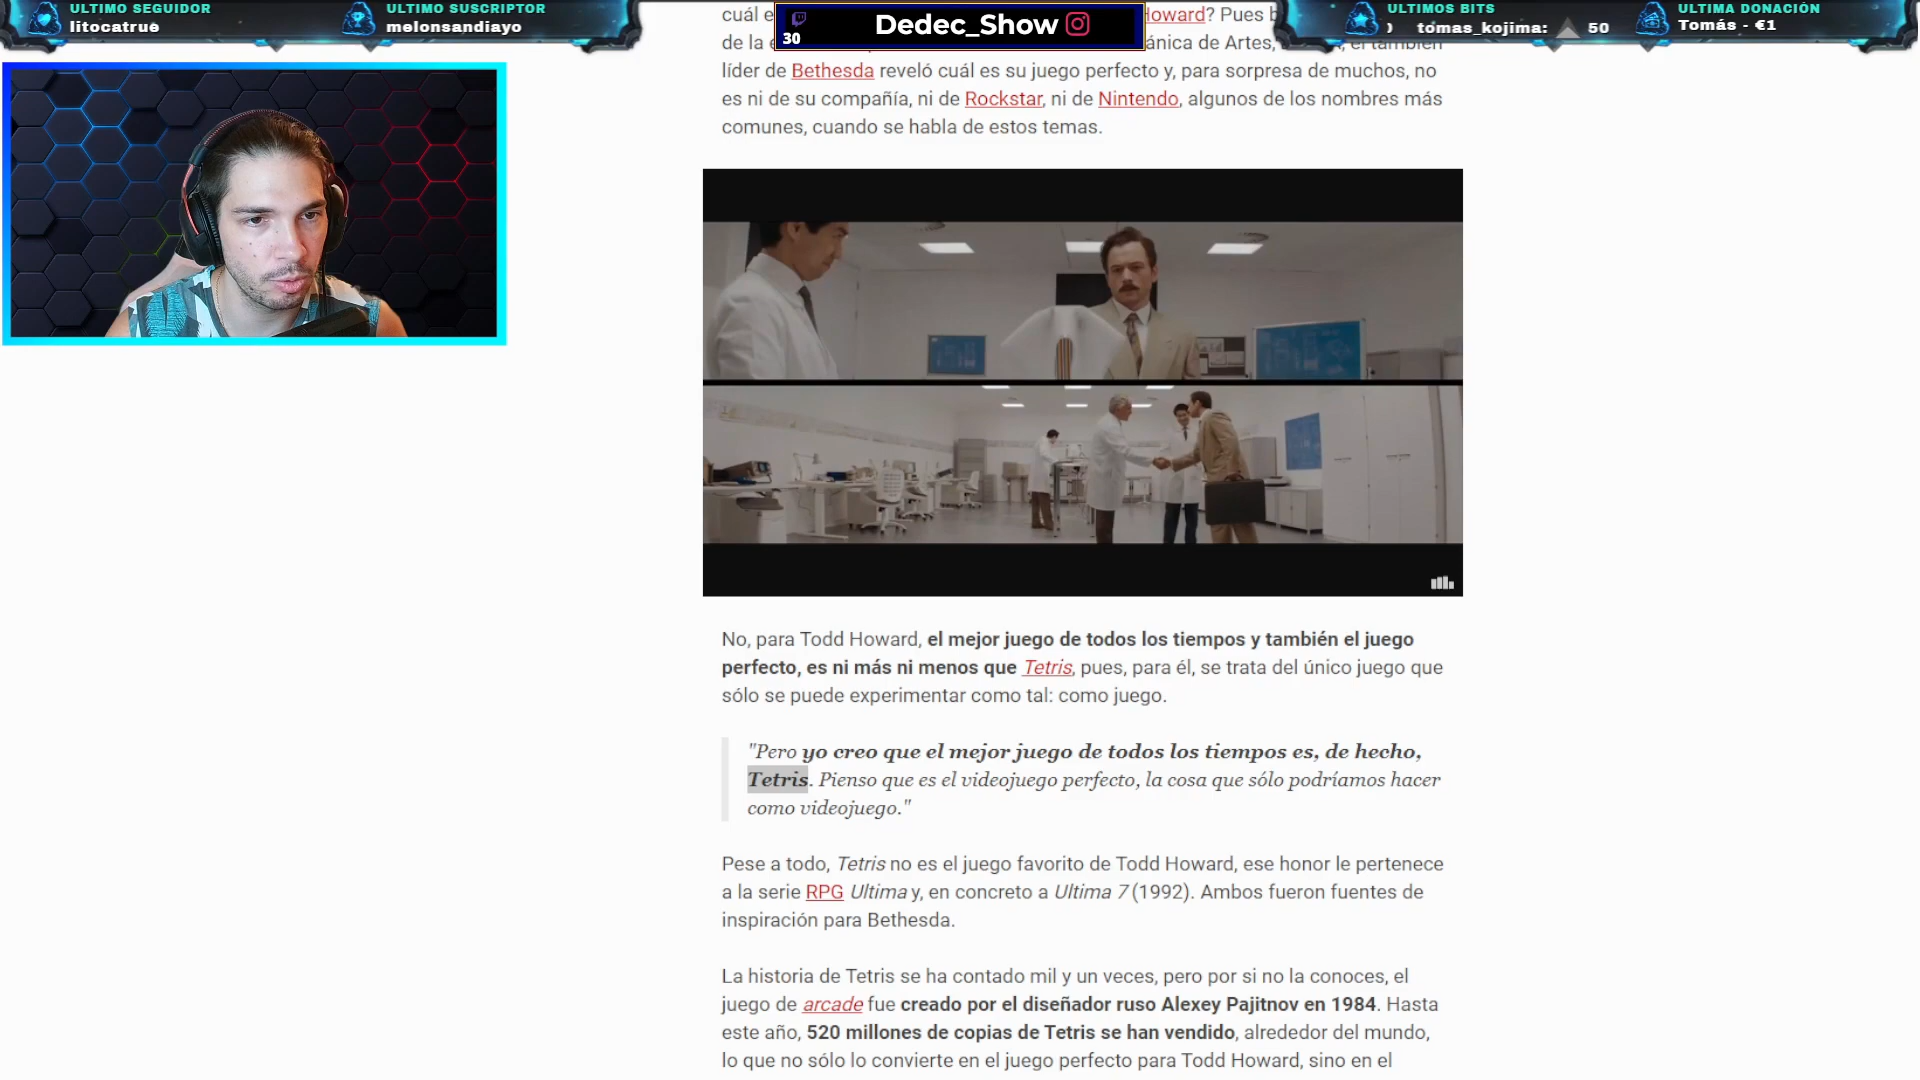 ULTIMO SEGUIDOR
litocatrue
ULTIMO SUSCRIPTOR
melonsandiayo
30
Dedec_Show
ULTIMOS BITS
tomas_kojima: 50
ULTIMA DONACIÓN
Tomás - €1
cuál e Howard? Pues
de la ánica de Artes,
líder de Bethesda reveló cuál es su juego perfecto y, para sorpresa de muchos, no
es ni de su compañía, ni de Rockstar, ni de Nintendo, algunos de los nombres más
comunes, cuando se habla de estos temas.
No, para Todd Howard, el mejor juego de todos los tiempos y también el juego
perfecto, es ni más ni menos que Tetris, pues, para él, se trata del único juego que
sólo se puede experimentar como tal: como juego.
"Pero yo creo que el mejor juego de todos los tiempos es, de hecho,
Tetris. Pienso que es el videojuego perfecto, la cosa que sólo podríamos hacer
como videojuego."
Pese a todo, Tetris no es el juego favorito de Todd Howard, ese honor le pertenece
a la serie RPG Ultima y, en concreto a Ultima 7 (1992). Ambos fueron fuentes de
inspiración para Bethesda.
La historia de Tetris se ha contado mil y un veces, pero por si no la conoces, el
juego de arcade fue creado por el diseñador ruso Alexey Pajitnov en 1984. Hasta
este año, 520 millones de copias de Tetris se han vendido, alrededor del mundo,
lo que no sólo lo convierte en el juego perfecto para Todd Howard, sino en el